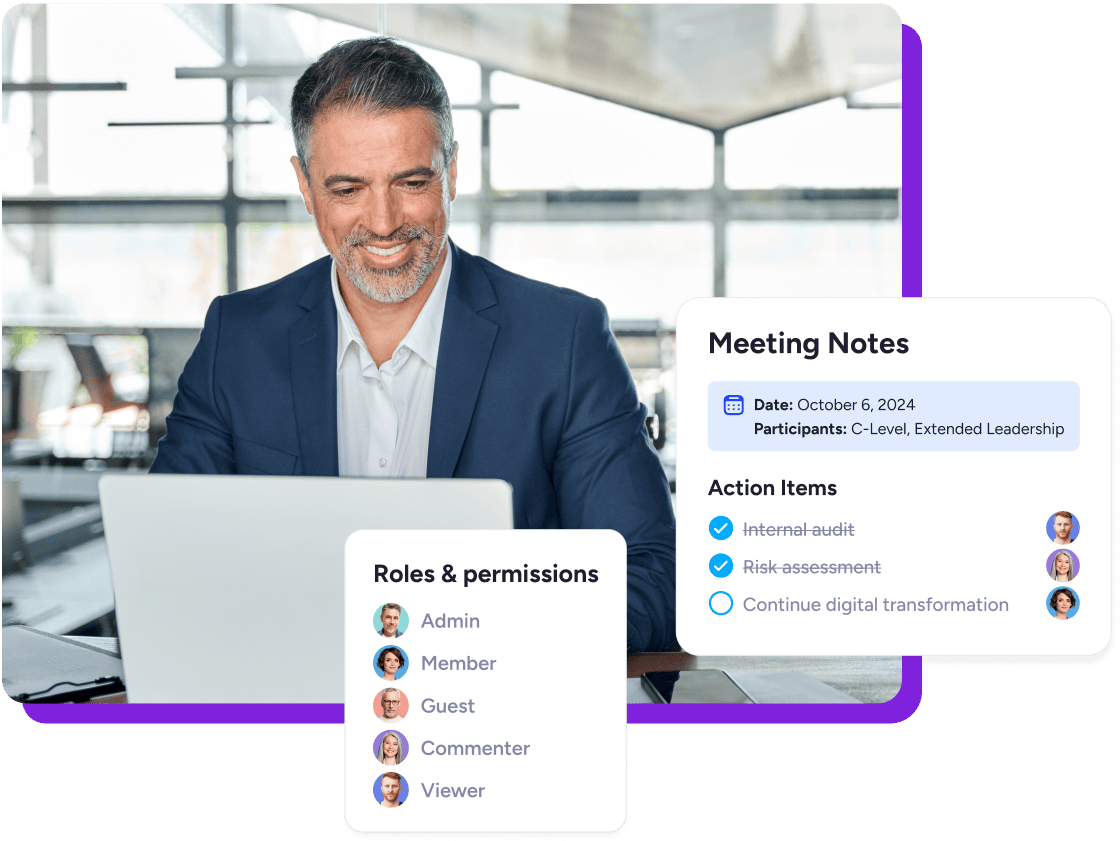 Meeting Notes
Date: October 6, 2024
Participants: C-Level, Extended Leadership
Action Items
Internal audit
Risk assessment
Continue digital transformation
Roles & permissions
Admin
Member
Guest
Commenter
Viewer